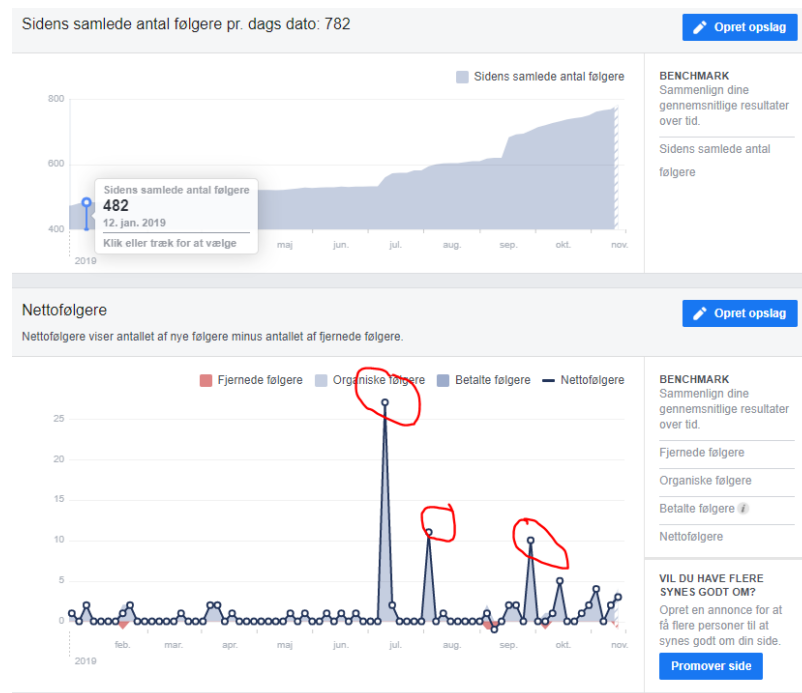 Sidens samlede antal følgere pr. dags dato: 782
Opret opslag
Sidens samlede antal følgere
BENCHMARK
Sammenlign dine
gennemsnitlige resultater
over tid.
Sidens samlede antal
følgere
800
600
400
Sidens samlede antal følgere
482
12. jan. 2019
Klik eller træk for at vælge
maj
jun.
jul.
aug.
sep.
okt.
nov.
2019
Nettofølgere
Opret opslag
Nettofølgere viser antallet af nye følgere minus antallet af fjernede følgere.
Fjernede følgere
Organiske følgere
Betalte følgere
Nettofølgere
BENCHMARK
Sammenlign dine
gennemsnitlige resultater
over tid.
Fjernede følgere
Organiske følgere
Betalte følgere i
Nettofølgere
25
20
15
10
5
0
feb.
mar.
apr.
maj
jun.
jul.
aug.
sep.
okt.
nov.
2019
VIL DU HAVE FLERE
SYNES GODT OM?
Opret en annonce for at
få flere personer til at
synes godt om din side.
Promover side